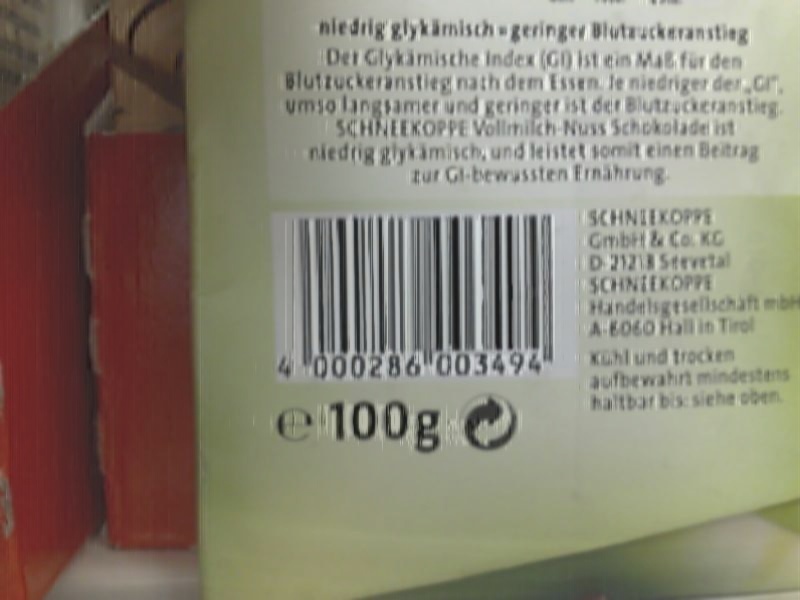 niedrig glykämisch = geringer Blutzuckeranstieg
Der Glykämische Index (GI) ist ein Maß für den
Blutzuckeranstieg nach dem Essen. Je niedriger der „GI“,
umso langsamer und geringer ist der Blutzuckeranstieg.
SCHNEEKOPPE Vollmilch-Nuss Schokolade ist
niedrig glykämisch, und leistet somit einen Beitrag
zur GI-bewussten Ernährung.
4 000286 003494
℮ 100g
SCHNEEKOPPE
GmbH & Co. KG
D-21218 Seevetal
SCHNEEKOPPE
Handelsgesellschaft mbH
A-6060 Hall in Tirol
Kühl und trocken
aufbewahrt mindestens
haltbar bis: siehe oben.